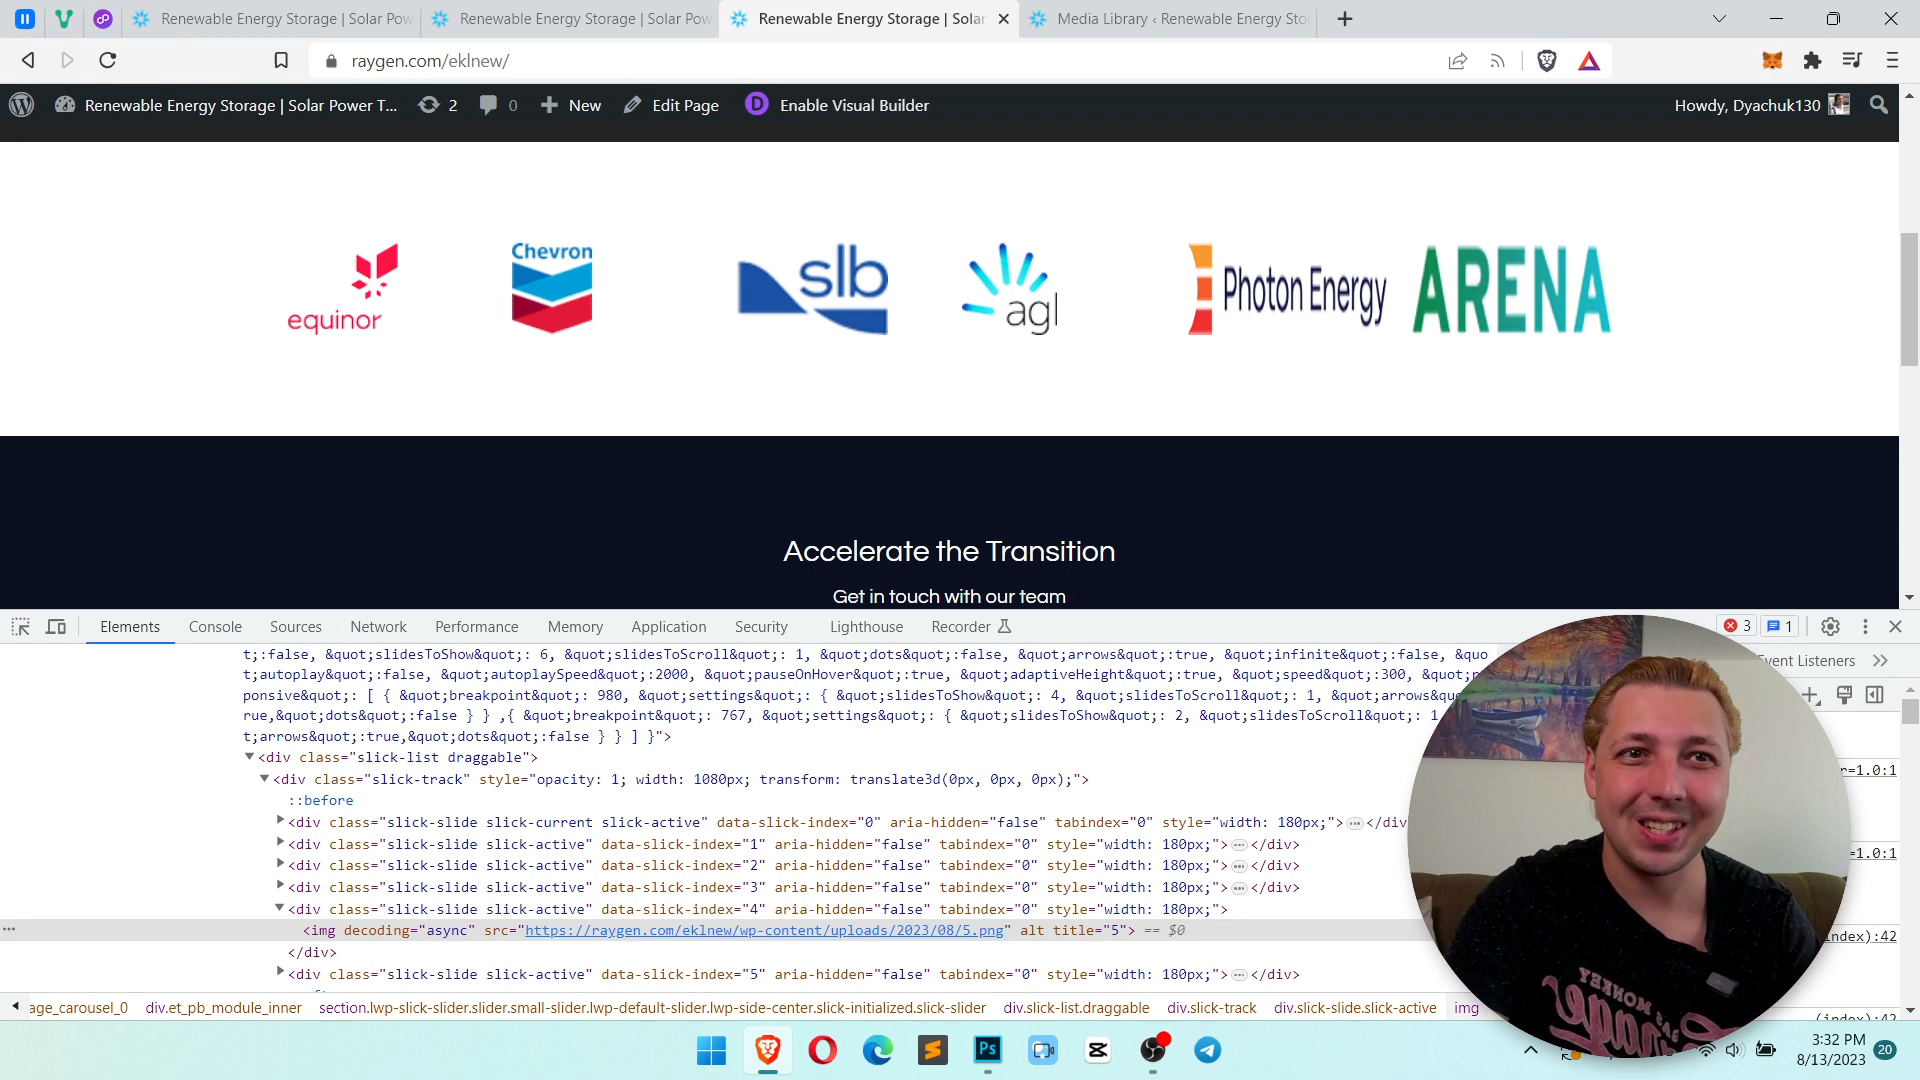 Renewable Energy Storage | Solar Pow
Renewable Energy Storage | Solar Pow
Renewable Energy Storage | Solar
Media Library ‹ Renewable Energy Stor
raygen.com/eklnew/
Renewable Energy Storage | Solar Power T... 2 0 New Edit Page D Enable Visual Builder Howdy, Dyachuk130
equinor
Chevron
slb
agl
Photon Energy
ARENA
Accelerate the Transition
Get in touch with our team
Elements Console Sources Network Performance Memory Application Security Lighthouse Recorder 3 1
t;:false, &quot;slidesToShow&quot;: 6, &quot;slidesToScroll&quot;: 1, &quot;dots&quot;:false, &quot;arrows&quot;:true, &quot;infinite&quot;:false, &quo
t;autoplay&quot;:false, &quot;autoplaySpeed&quot;:2000, &quot;pauseOnHover&quot;:true, &quot;adaptiveHeight&quot;:true, &quot;speed&quot;:300, &quot;r
ponsive&quot;: [ { &quot;breakpoint&quot;: 980, &quot;settings&quot;: { &quot;slidesToShow&quot;: 4, &quot;slidesToScroll&quot;: 1, &quot;arrows&qu
rue,&quot;dots&quot;:false } } ,{ &quot;breakpoint&quot;: 767, &quot;settings&quot;: { &quot;slidesToShow&quot;: 2, &quot;slidesToScroll&quot;: 1
t;arrows&quot;:true,&quot;dots&quot;:false } } ] }">
<div class="slick-list draggable">
<div class="slick-track" style="opacity: 1; width: 1080px; transform: translate3d(0px, 0px, 0px);">
::before
<div class="slick-slide slick-current slick-active" data-slick-index="0" aria-hidden="false" tabindex="0" style="width: 180px;">…</div
<div class="slick-slide slick-active" data-slick-index="1" aria-hidden="false" tabindex="0" style="width: 180px;">…</div>
<div class="slick-slide slick-active" data-slick-index="2" aria-hidden="false" tabindex="0" style="width: 180px;">…</div>
<div class="slick-slide slick-active" data-slick-index="3" aria-hidden="false" tabindex="0" style="width: 180px;">…</div>
<div class="slick-slide slick-active" data-slick-index="4" aria-hidden="false" tabindex="0" style="width: 180px;">
<img decoding="async" src="https://raygen.com/eklnew/wp-content/uploads/2023/08/5.png" alt title="5"> == $0
</div>
<div class="slick-slide slick-active" data-slick-index="5" aria-hidden="false" tabindex="0" style="width: 180px;">…</div>
Event Listeners
r=1.0:1
=1.0:1
index):42
(index):42
age_carousel_0 div.et_pb_module_inner section.lwp-slick-slider.slider.small-slider.lwp-default-slider.lwp-side-center.slick-initialized.slick-slider div.slick-list.draggable div.slick-track div.slick-slide.slick-active img
Ps
3:32 PM
8/13/2023
20